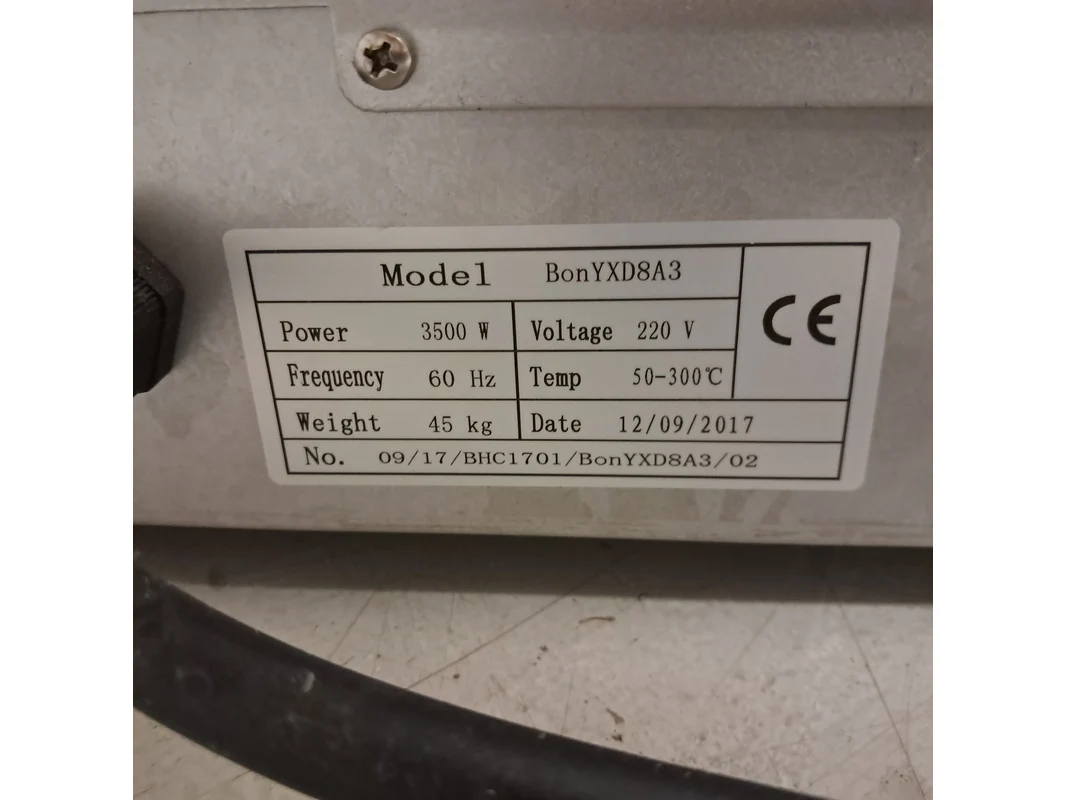 Model BonYXD8A3
CE
Power 3500 W Voltage 220 V
Frequency 60 Hz Temp 50-300℃
Weight 45 kg Date 12/09/2017
No. 09/17/BHC1701/BonYXD8A3/02